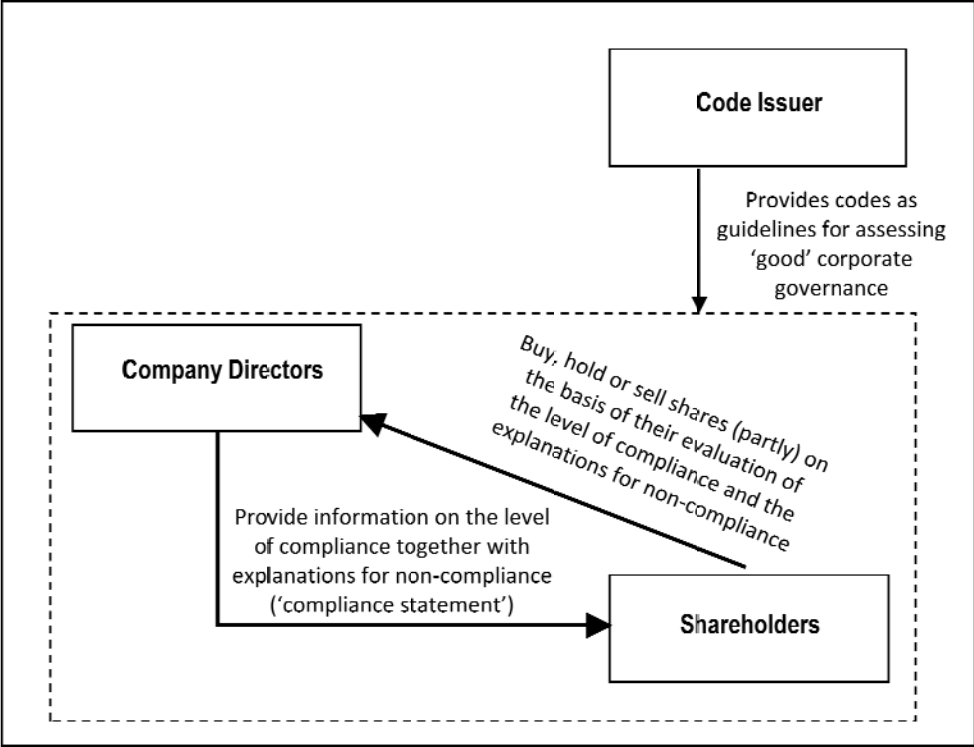 Code Issuer
Provides codes as
guidelines for assessing
‘good’ corporate
governance
Company Directors
Buy, hold or sell shares (partly) on
the basis of their evaluation of
the level of compliance and the
explanations for non-compliance
Provide information on the level
of compliance together with
explanations for non-compliance
(‘compliance statement’)
Shareholders